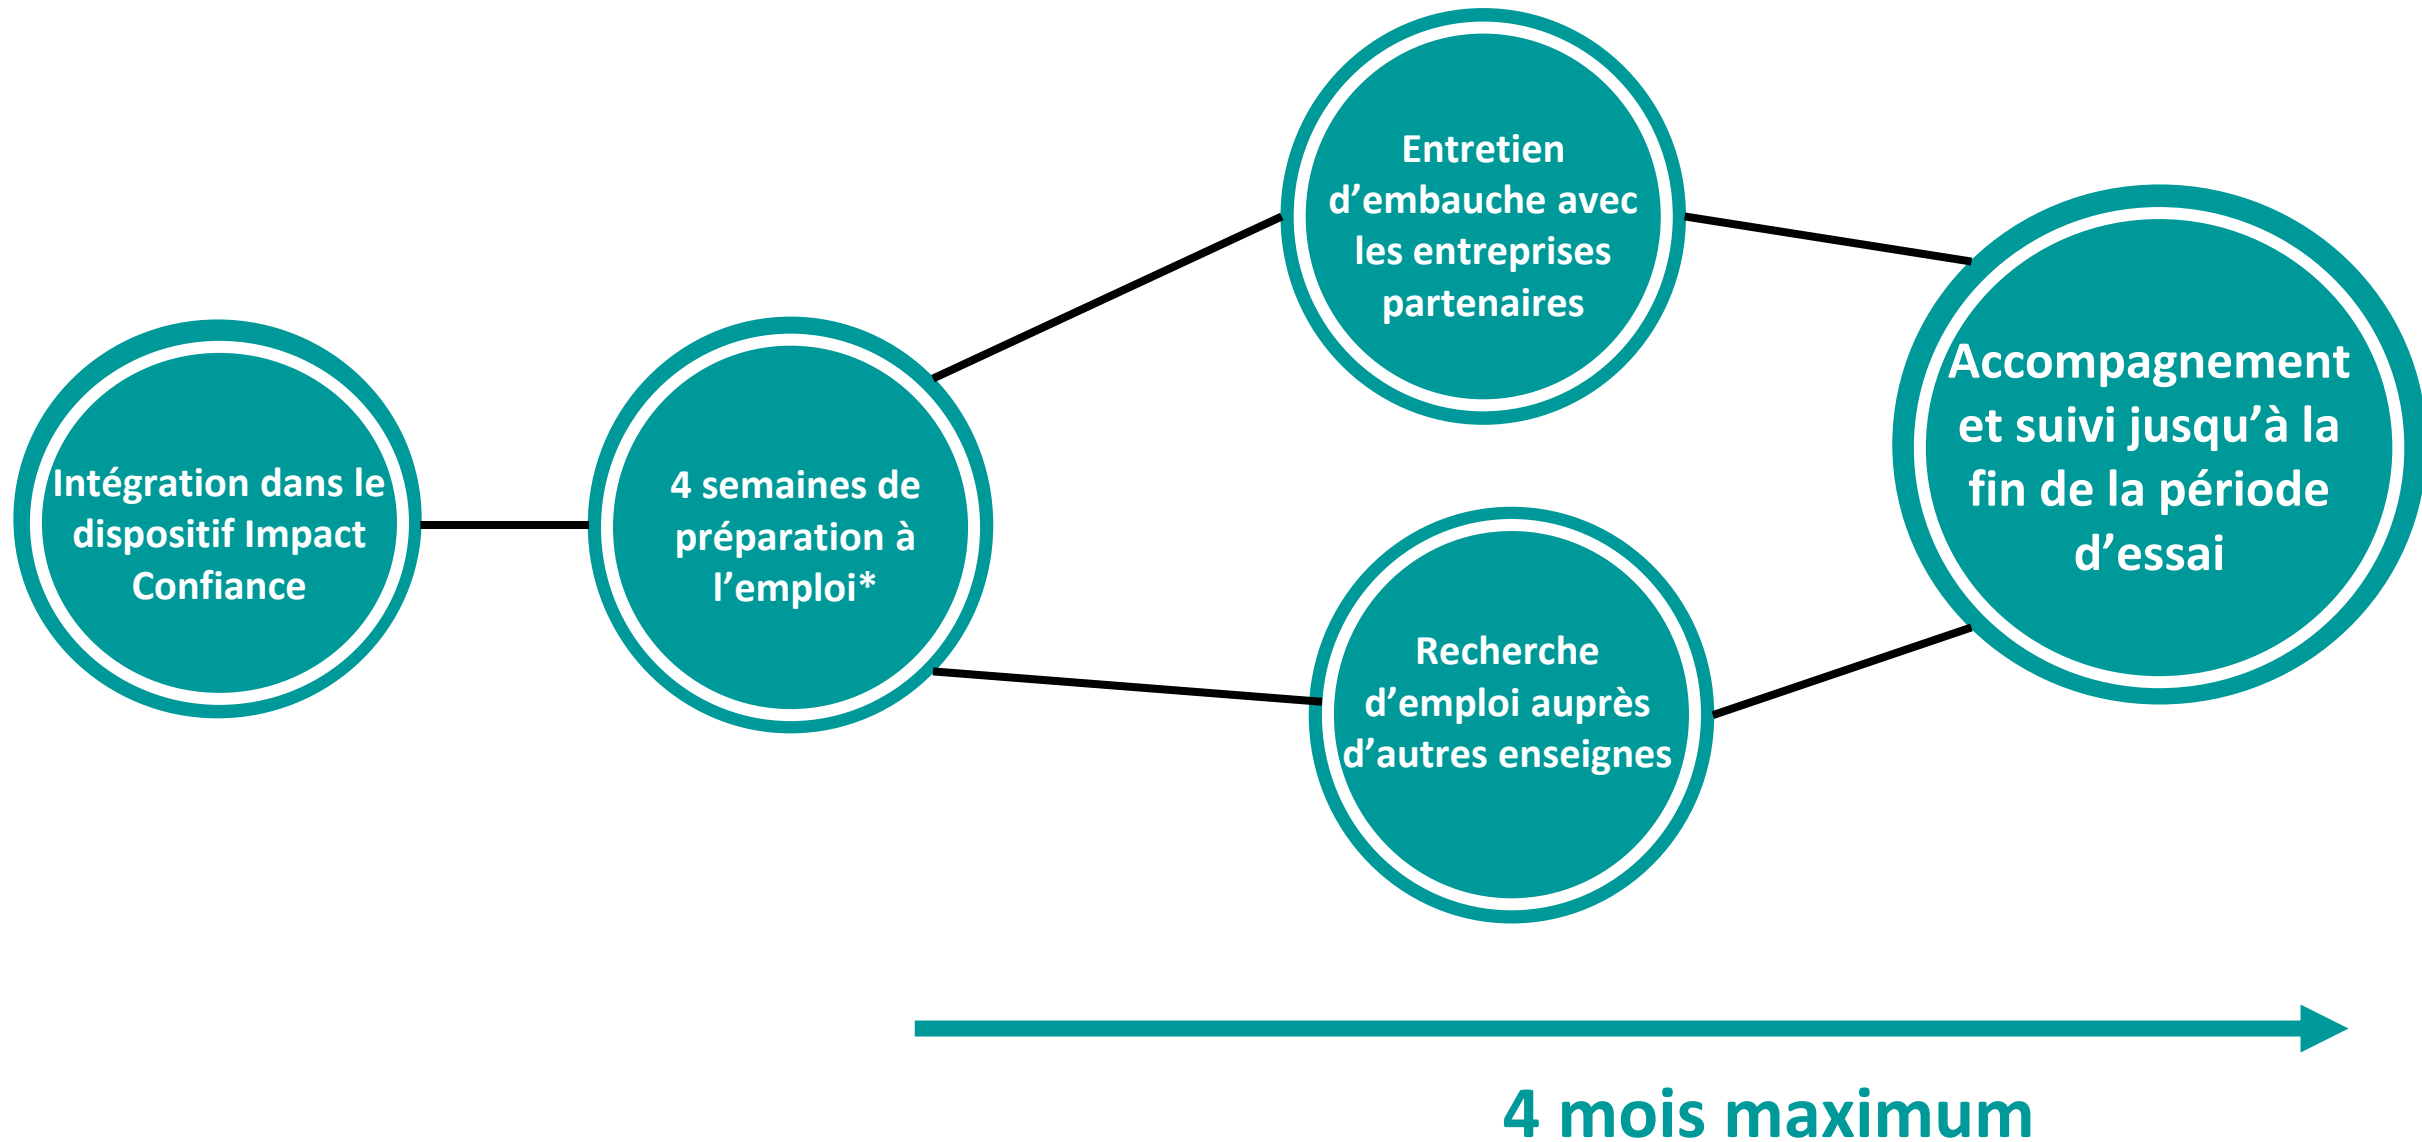 Intégration dans le
dispositif Impact
Confiance
4 semaines de
préparation à
l’emploi*
Entretien
d’embauche avec
les entreprises
partenaires
Recherche
d’emploi auprès
d’autres enseignes
Accompagnement
et suivi jusqu’à la
fin de la période
d’essai
4 mois maximum